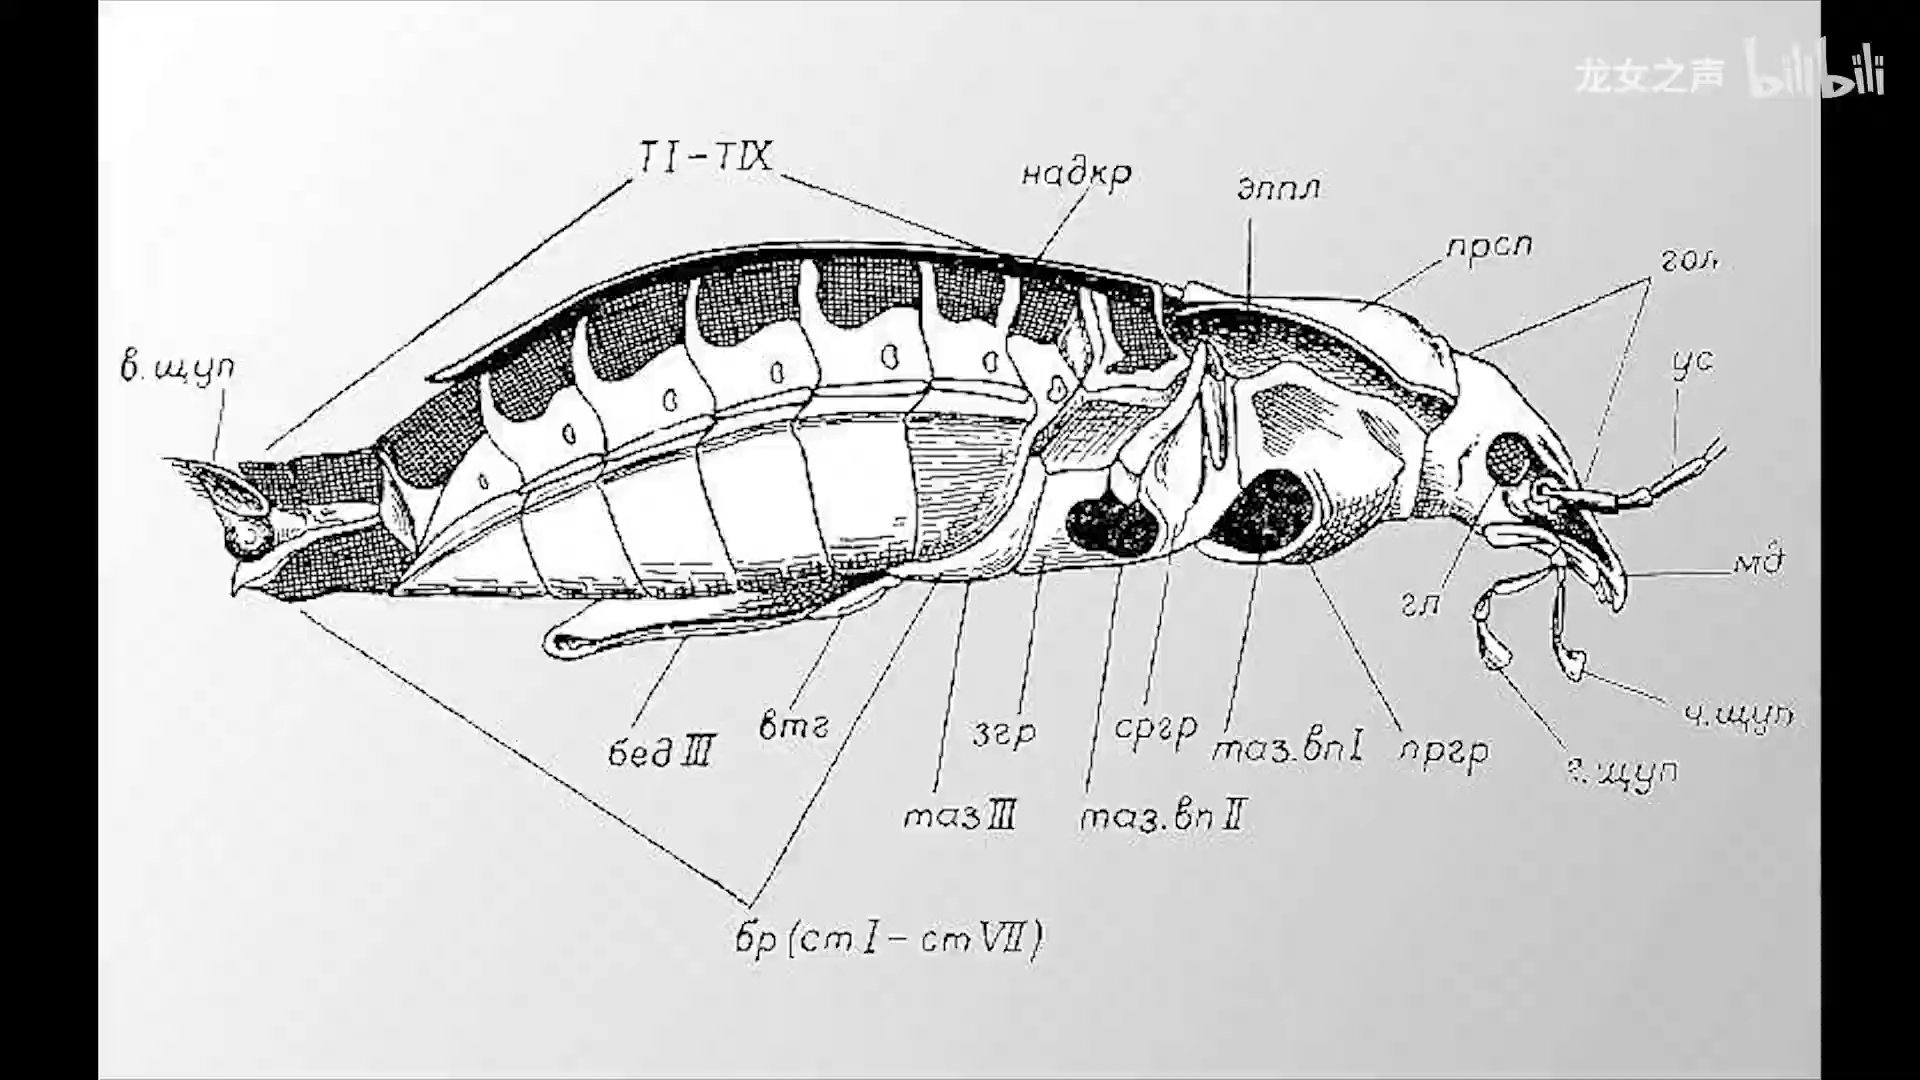 龙女之声 bilibili
TI–TIX
надкр
эппл
прсп
гол
ус
в.щуп
мд
гл
ч.щуп
г.щуп
бед III
втг
згр
сргр
таз.вп I
пргр
таз III
таз.вп II
бр (ст I – ст VII)